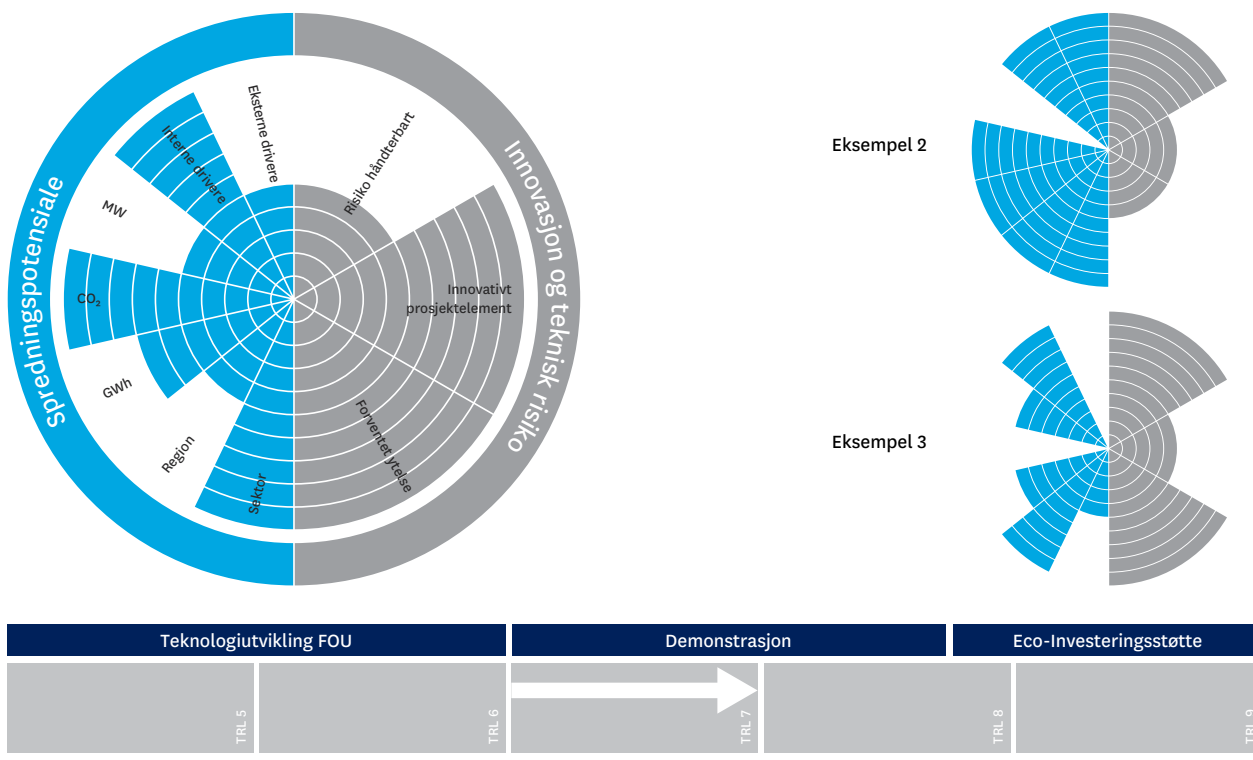 Spredningspotensiale
Innovasjon og teknisk risiko
Eksterne drivere
Interne drivere
MW
CO₂
GWh
Region
Sektor
Risiko håndterbart
Innovativt
prosjektelement
Forventet ytelse
Eksempel 2
Eksempel 3
Teknologiutvikling FOU
Demonstrasjon
Eco-Investeringsstøtte
TRL 5
TRL 6
TRL 7
TRL 8
TRL 9